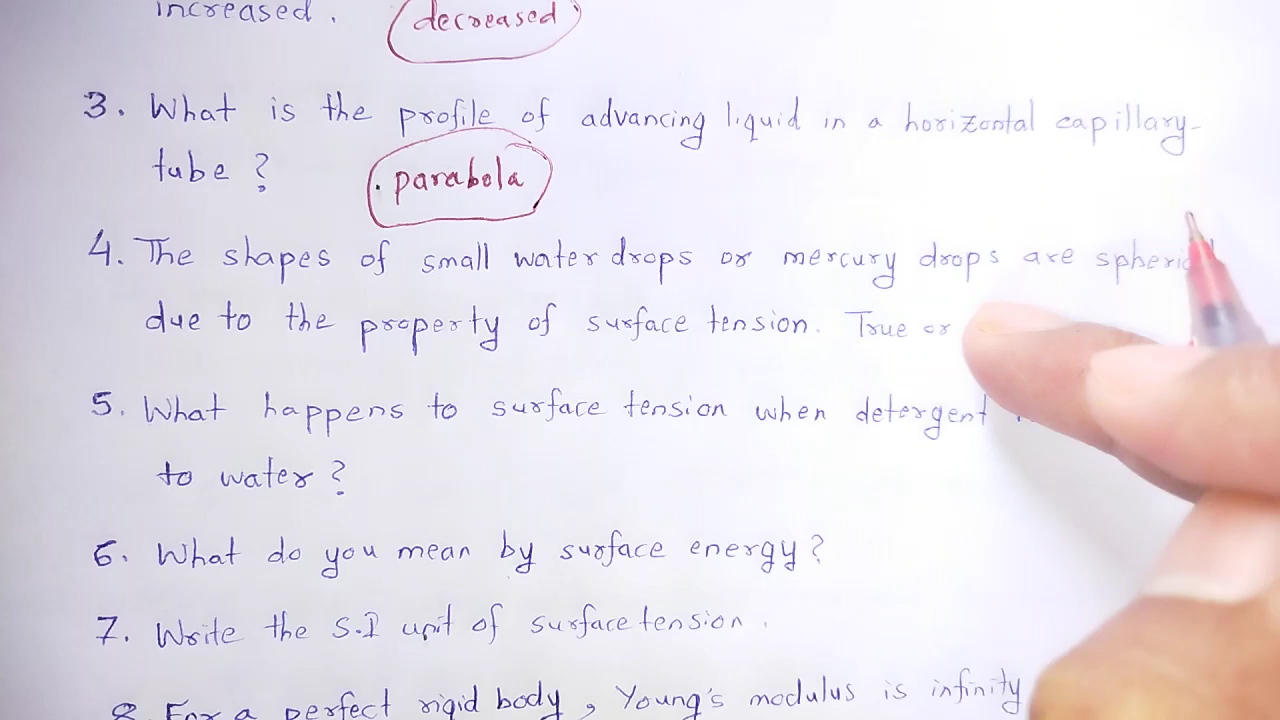 increased. decreased
3. What is the profile of advancing liquid in a horizontal capillary-
tube? . parabola
4. The shapes of small water drops or mercury drops are
due to the property of surface tension. True or
5. What happens to surface tension when detergent
to water?
6. What do you mean by surface energy?
7. Write the S.I unit of surface tension.
8. For a perfect rigid body, Young's modulus is infinity